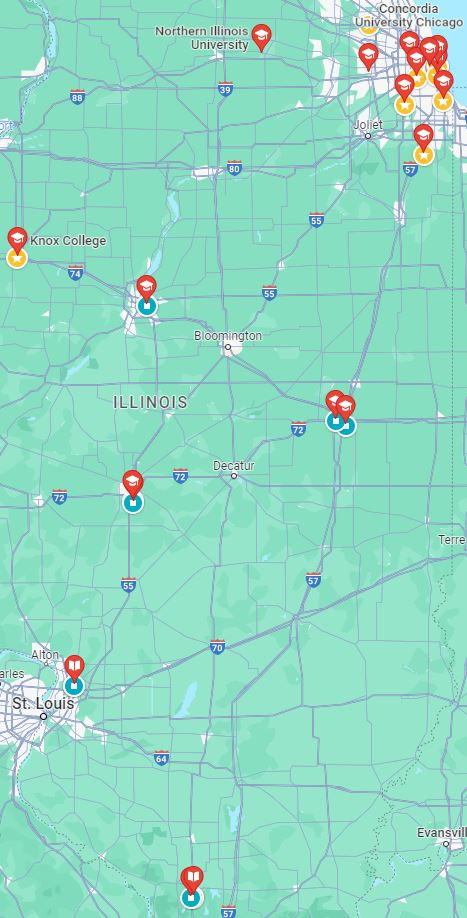 Concordia
University Chicago
Northern Illinois
University
88
39
Joliet
80
57
55
Knox College
74
55
Bloomington
ILLINOIS
72
Decatur
72
72
Terre
55
57
70
Alton
arles
St. Louis
64
Evansvill
57